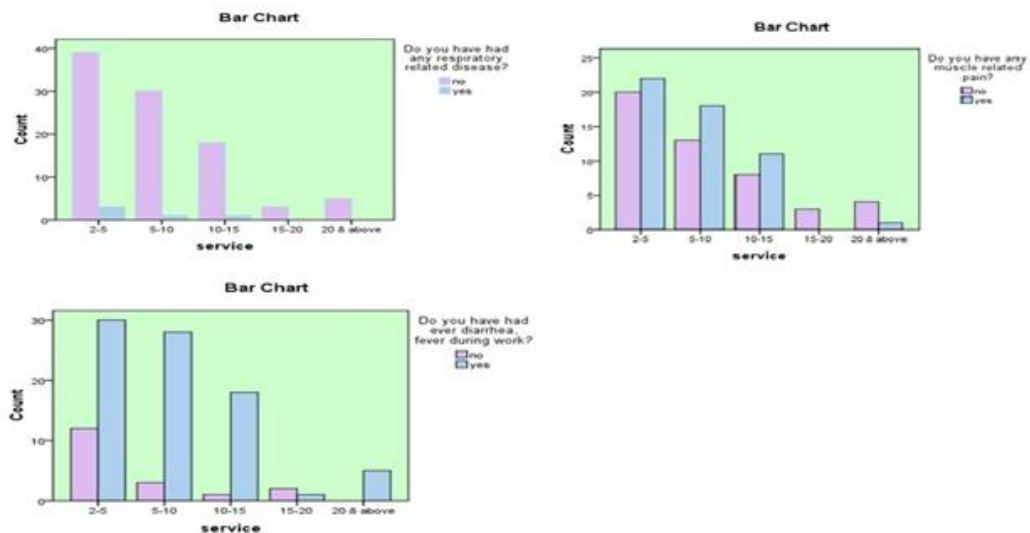 Bar Chart
Do you have had
any respiratory
related disease?
no
yes
Count
40
30
20
10
0
2-5
5-10
10-15
15-20
20 & above
service
Bar Chart
Do you have any
muscle related
pain?
no
yes
Count
25
20
15
10
5
0
2-5
5-10
10-15
15-20
20 & above
service
Bar Chart
Do you have had
ever diarrhea,
fever during work?
no
yes
Count
30
20
10
0
2-5
5-10
10-15
15-20
20 & above
service